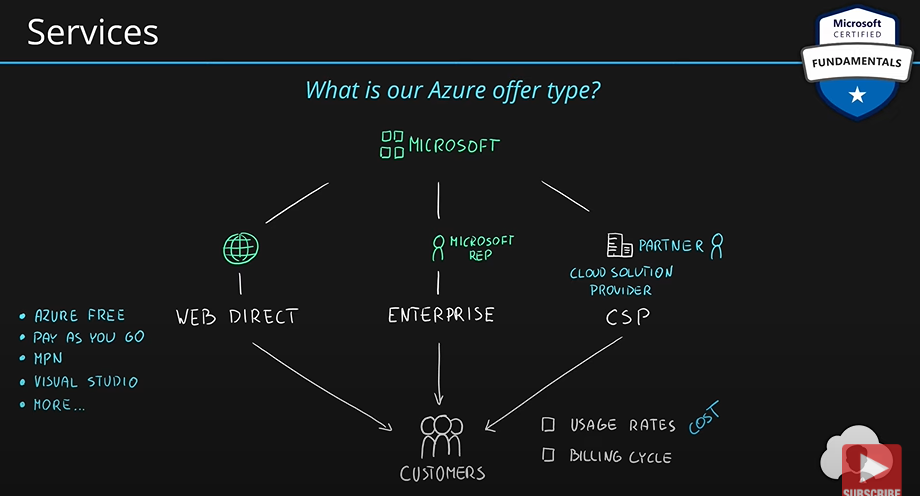 Services
Microsoft
CERTIFIED
FUNDAMENTALS
What is our Azure offer type?
MICROSOFT
MICROSOFT
REP
PARTNER
CLOUD SOLUTION
PROVIDER
WEB DIRECT
ENTERPRISE
CSP
• AZURE FREE
• PAY AS YOU GO
• MPN
• VISUAL STUDIO
• MORE...
CUSTOMERS
USAGE RATES COST
BILLING CYCLE
SUBSCRIBE